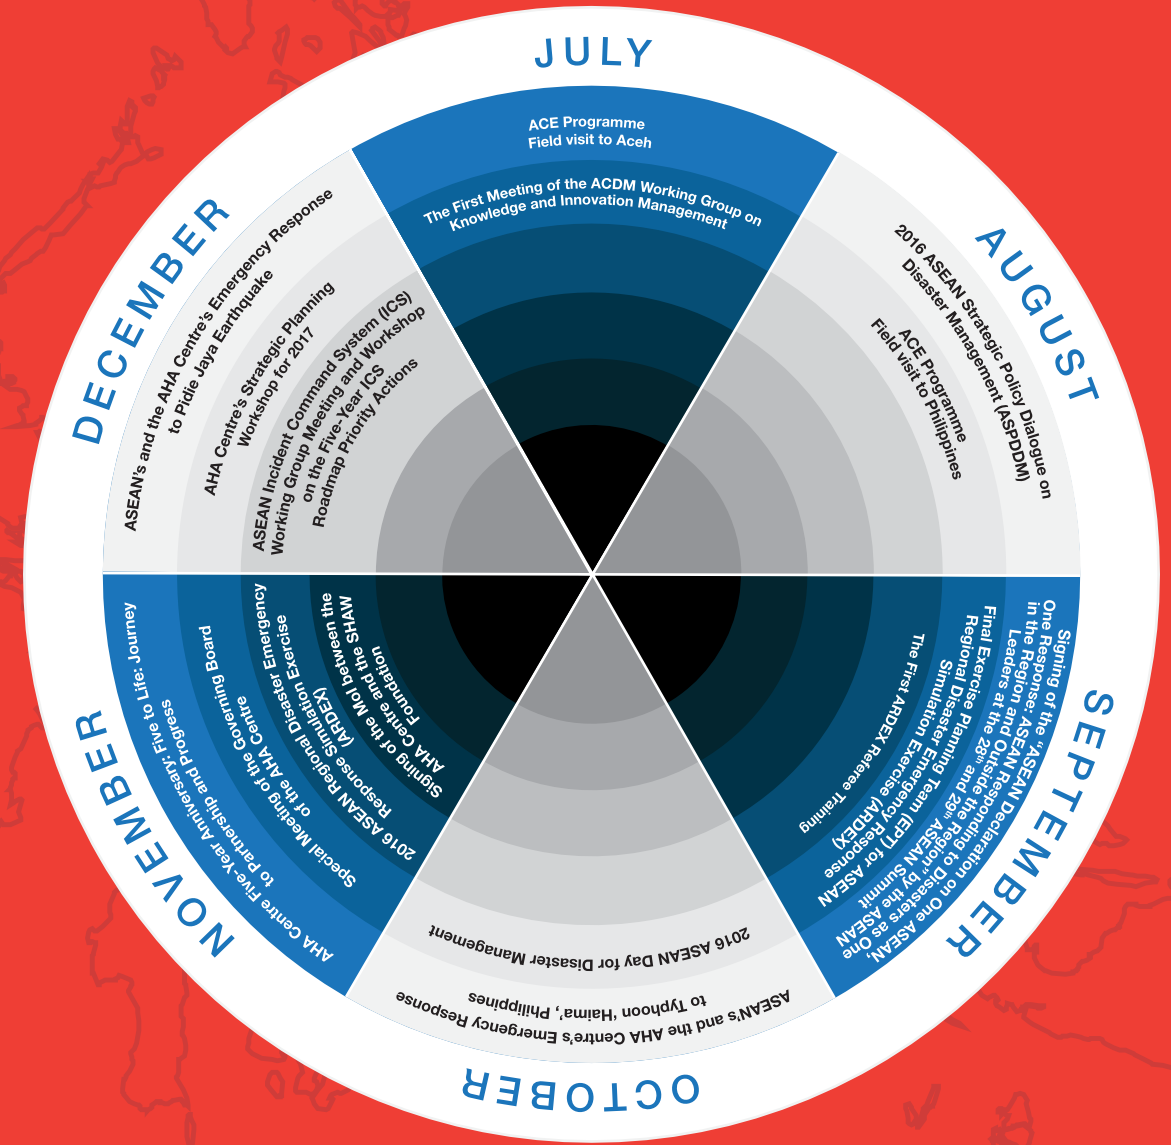 JULY
ACE Programme
Field visit to Aceh
The First Meeting of the ACDM Working Group on
Knowledge and Innovation Management
AUGUST
2016 ASEAN Strategic Policy Dialogue on
Disaster Management (ASPDDM)
ACE Programme
Field visit to Philippines
SEPTEMBER
Signing of the “ASEAN Declaration on
One Response: ASEAN Responding to Disasters as One
in the Region and Outside the Region’ by the ASEAN
Leaders at the 28th and 29th ASEAN Summit
Final Exercise Planning Team (EPT) for ASEAN
Regional Disaster Emergency Response
Simulation Exercise (ARDEX)
The First ARDEX Referee Training
OCTOBER
ASEAN’s and the AHA Centre’s Emergency Response
to Typhoon ‘Haima’, Philippines
2016 ASEAN Day for Disaster Management
NOVEMBER
AHA Centre Five-Year Anniversary: Five to Life: Journey
to Partnership and Progress
Special Meeting of the Governing Board
of the AHA Centre
2016 ASEAN Regional Disaster Emergency
Response Simulation Exercise
(ARDEX)
Signing of the MoI between the
AHA Centre and the SHAW
Foundation
DECEMBER
ASEAN’s and the AHA Centre’s Emergency Response
to Pidie Jaya Earthquake
AHA Centre’s Strategic Planning
Workshop for 2017
ASEAN Incident Command System (ICS)
Working Group Meeting and Workshop
on the Five-Year ICS
Roadmap Priority Actions